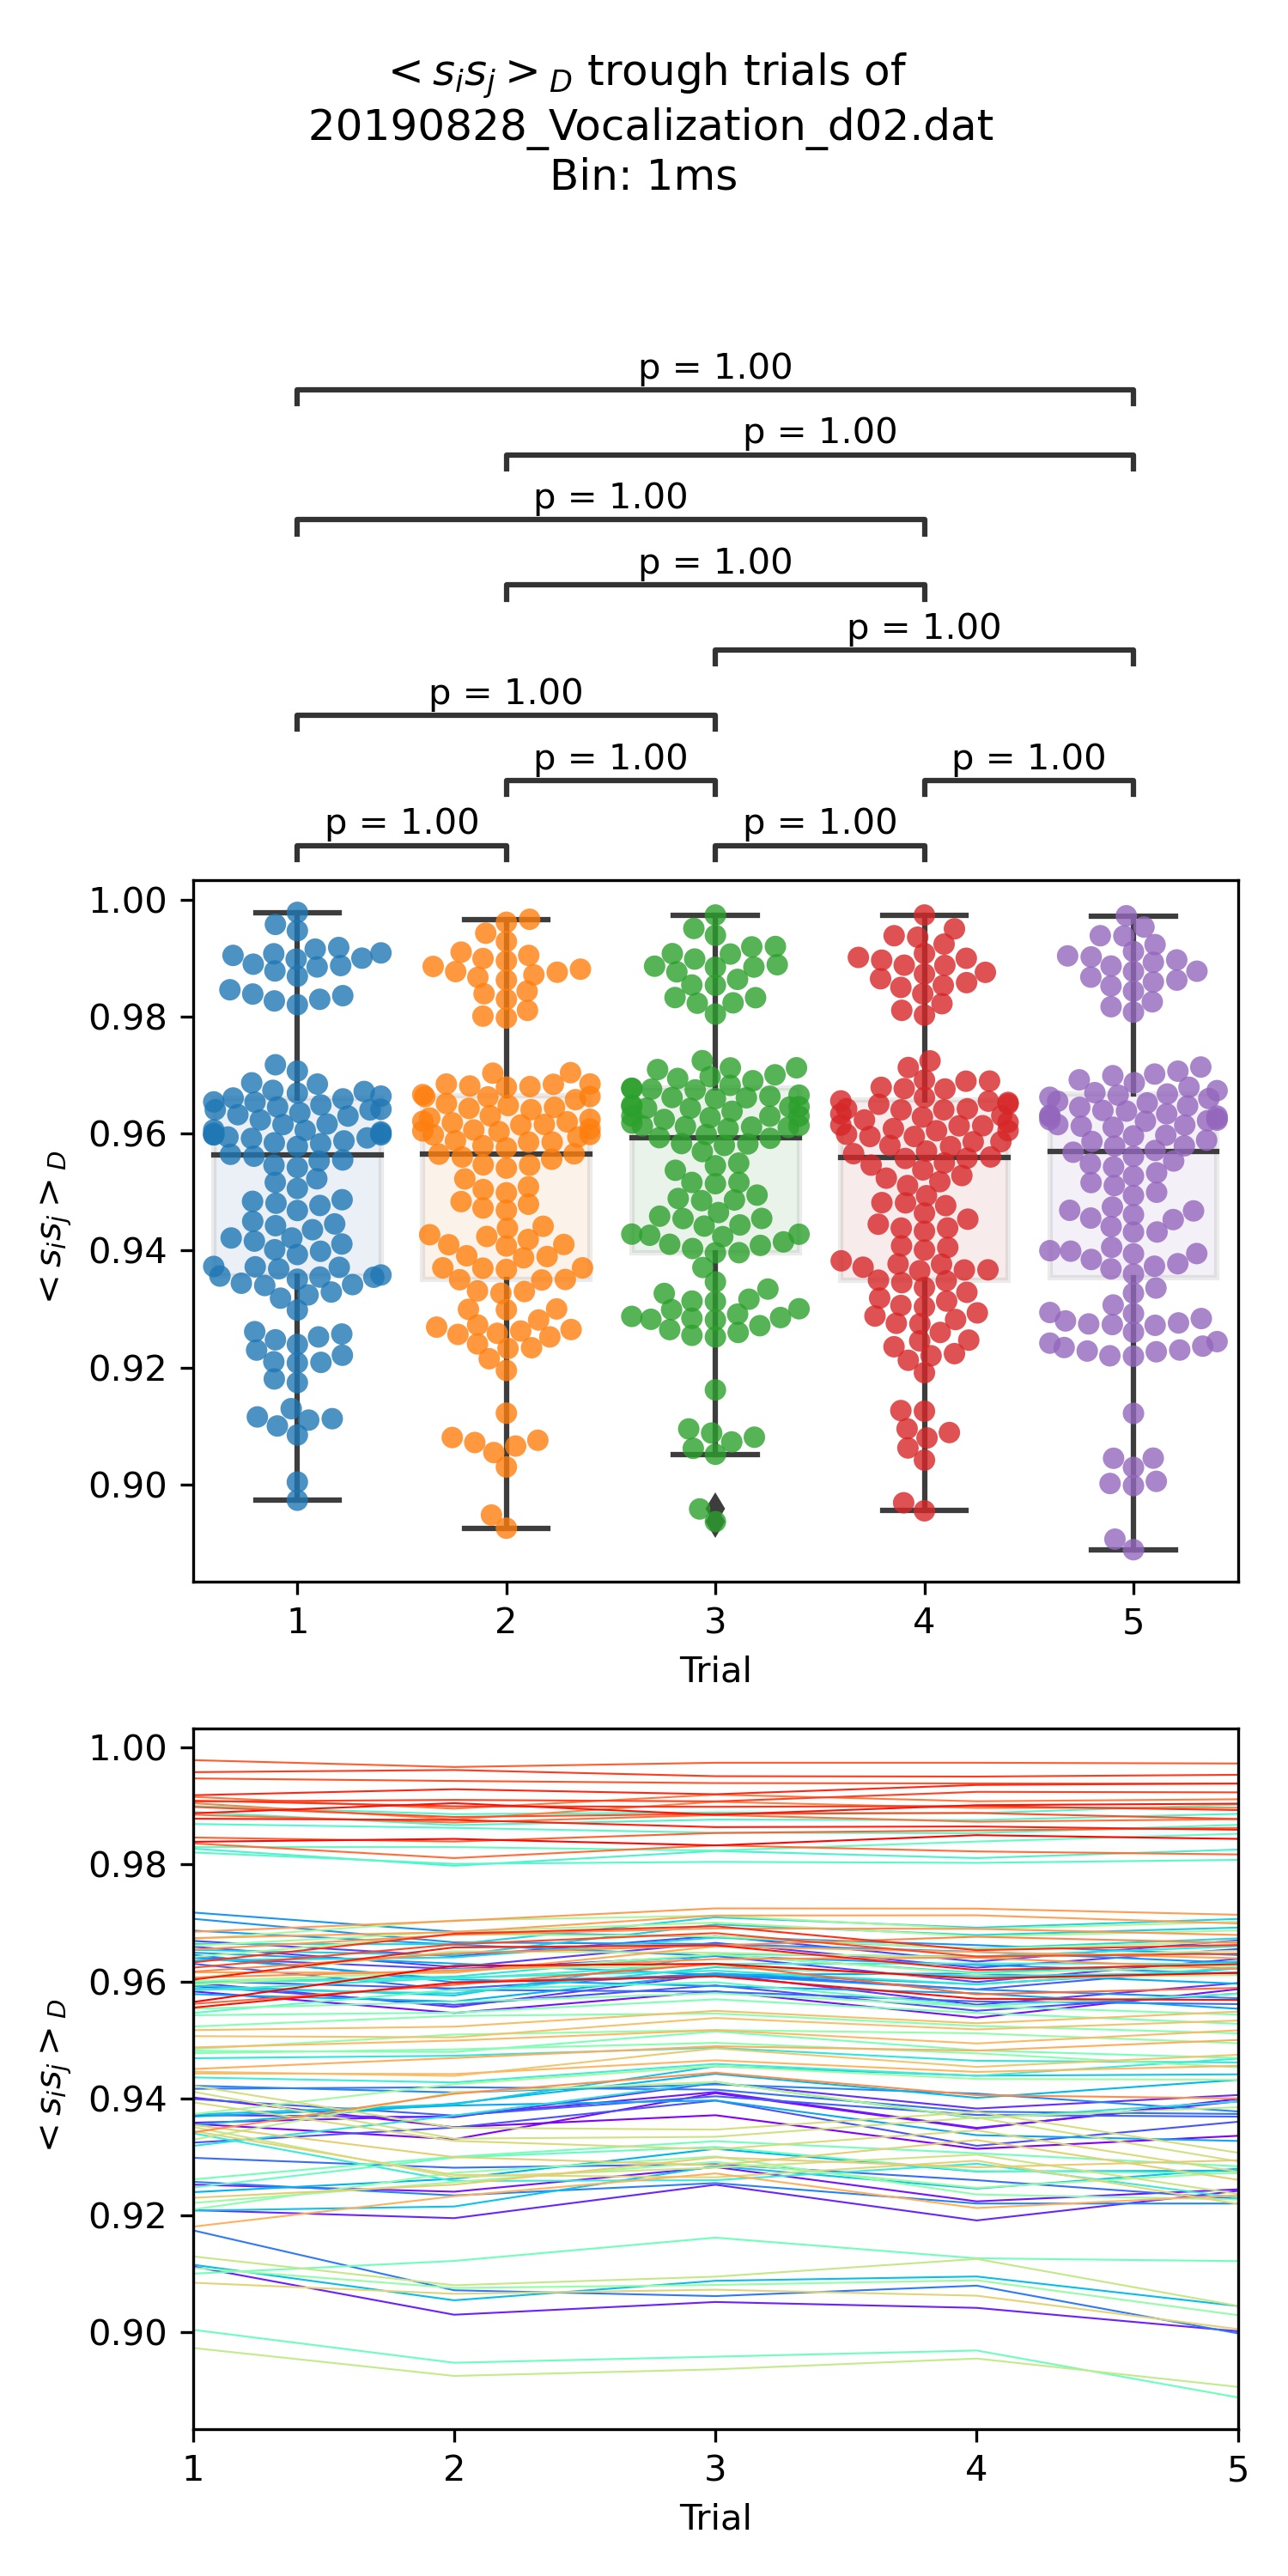 < s_i s_j >_D trough trials of
20190828_Vocalization_d02.dat
Bin: 1ms
p = 1.00
p = 1.00
p = 1.00
p = 1.00
p = 1.00
p = 1.00
p = 1.00 p = 1.00
p = 1.00 p = 1.00
< s_i s_j >_D
1.00
0.98
0.96
0.94
0.92
0.90
1 2 3 4 5
Trial
< s_i s_j >_D
1.00
0.98
0.96
0.94
0.92
0.90
1 2 3 4 5
Trial